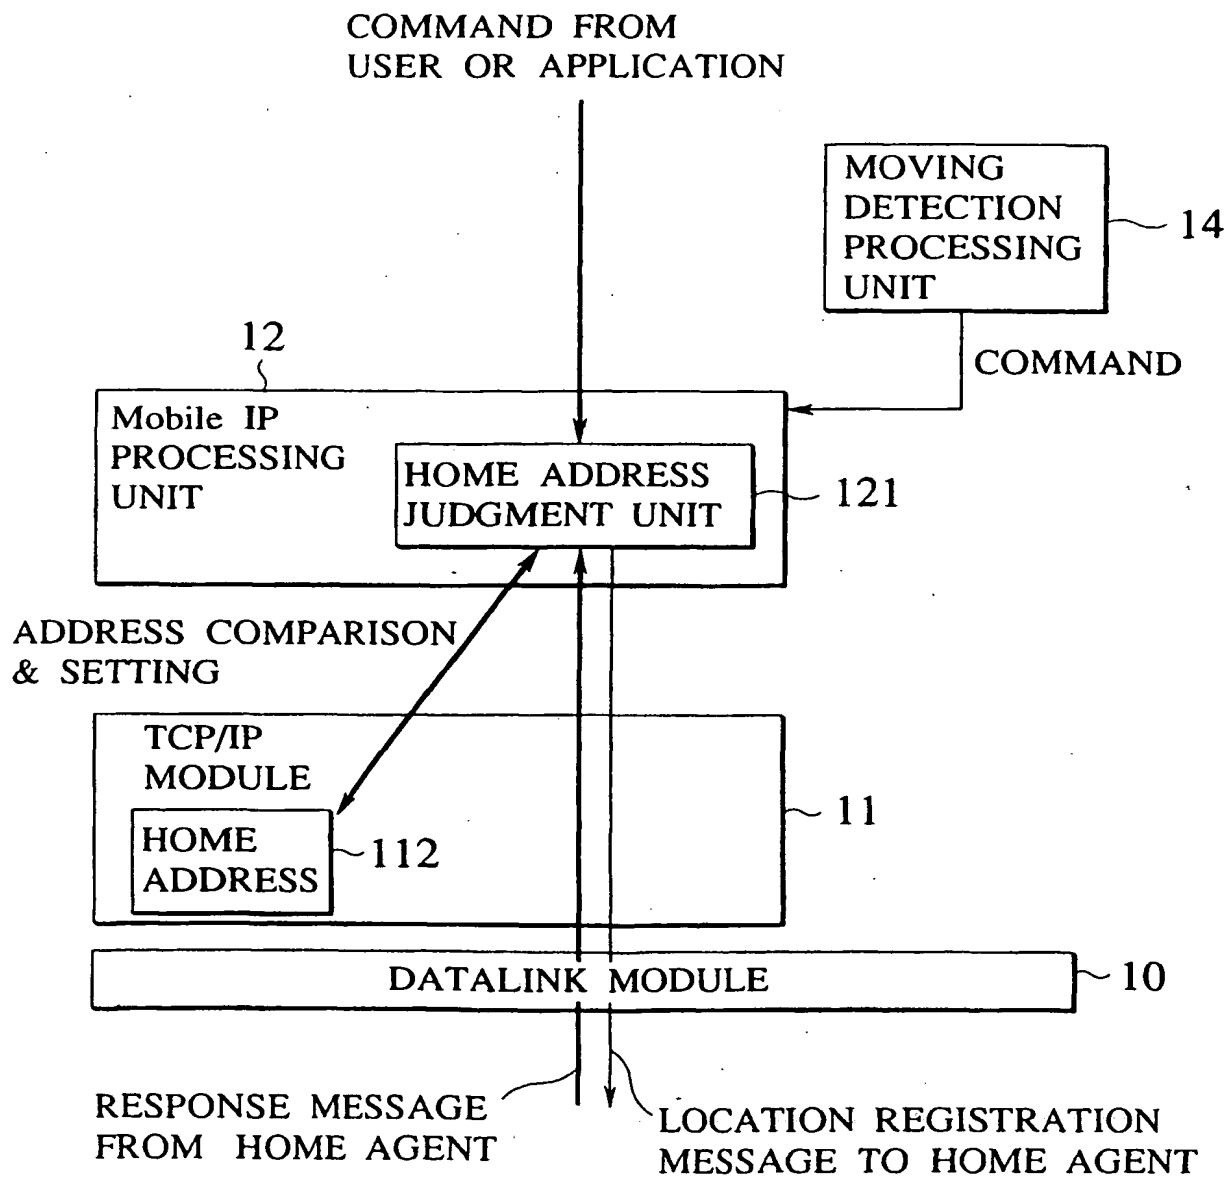 COMMAND FROM
USER OR APPLICATION
MOVING
DETECTION
PROCESSING
UNIT
14
12
COMMAND
Mobile IP
PROCESSING
UNIT
HOME ADDRESS
JUDGMENT UNIT
121
ADDRESS COMPARISON
& SETTING
TCP/IP
MODULE
11
HOME
ADDRESS
112
DATALINK MODULE
10
RESPONSE MESSAGE
FROM HOME AGENT
LOCATION REGISTRATION
MESSAGE TO HOME AGENT